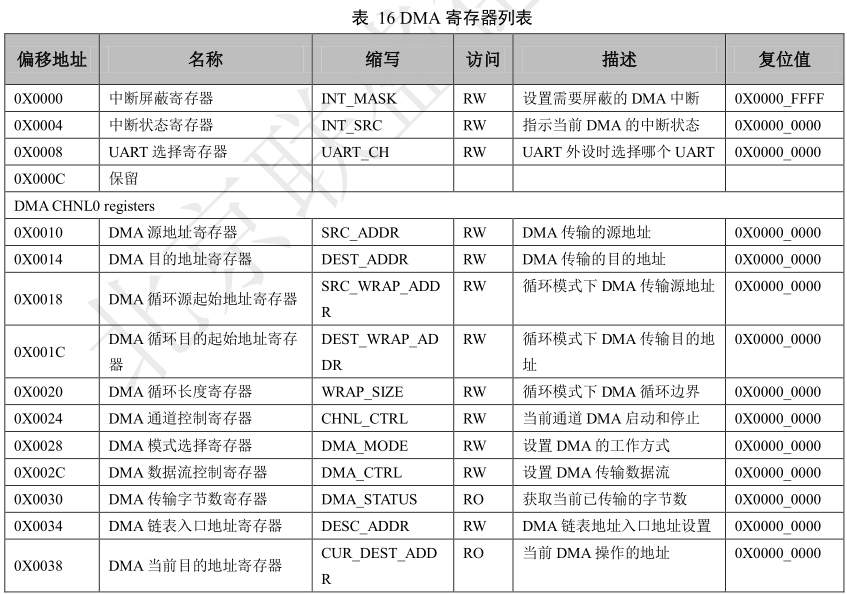 表 16 DMA 寄存器列表
偏移地址 名称 缩写 访问 描述 复位值
0X0000 中断屏蔽寄存器 INT_MASK RW 设置需要屏蔽的 DMA 中断 0X0000_FFFF
0X0004 中断状态寄存器 INT_SRC RW 指示当前 DMA 的中断状态 0X0000_0000
0X0008 UART 选择寄存器 UART_CH RW UART 外设时选择哪个 UART 0X0000_0000
0X000C 保留
DMA CHNL0 registers
0X0010 DMA 源地址寄存器 SRC_ADDR RW DMA 传输的源地址 0X0000_0000
0X0014 DMA 目的地址寄存器 DEST_ADDR RW DMA 传输的目的地址 0X0000_0000
0X0018 DMA 循环源起始地址寄存器 SRC_WRAP_ADD RW 循环模式下 DMA 传输源地址 0X0000_0000
R
0X001C DMA 循环目的起始地址寄存 DEST_WRAP_AD RW 循环模式下 DMA 传输目的地 0X0000_0000
器 DR 址
0X0020 DMA 循环长度寄存器 WRAP_SIZE RW 循环模式下 DMA 循环边界 0X0000_0000
0X0024 DMA 通道控制寄存器 CHNL_CTRL RW 当前通道 DMA 启动和停止 0X0000_0000
0X0028 DMA 模式选择寄存器 DMA_MODE RW 设置 DMA 的工作方式 0X0000_0000
0X002C DMA 数据流控制寄存器 DMA_CTRL RW 设置 DMA 传输数据流 0X0000_0000
0X0030 DMA 传输字节数寄存器 DMA_STATUS RO 获取当前已传输的字节数 0X0000_0000
0X0034 DMA 链表入口地址寄存器 DESC_ADDR RW DMA 链表地址入口地址设置 0X0000_0000
0X0038 DMA 当前目的地址寄存器 CUR_DEST_ADD RO 当前 DMA 操作的地址 0X0000_0000
R
北京联盛